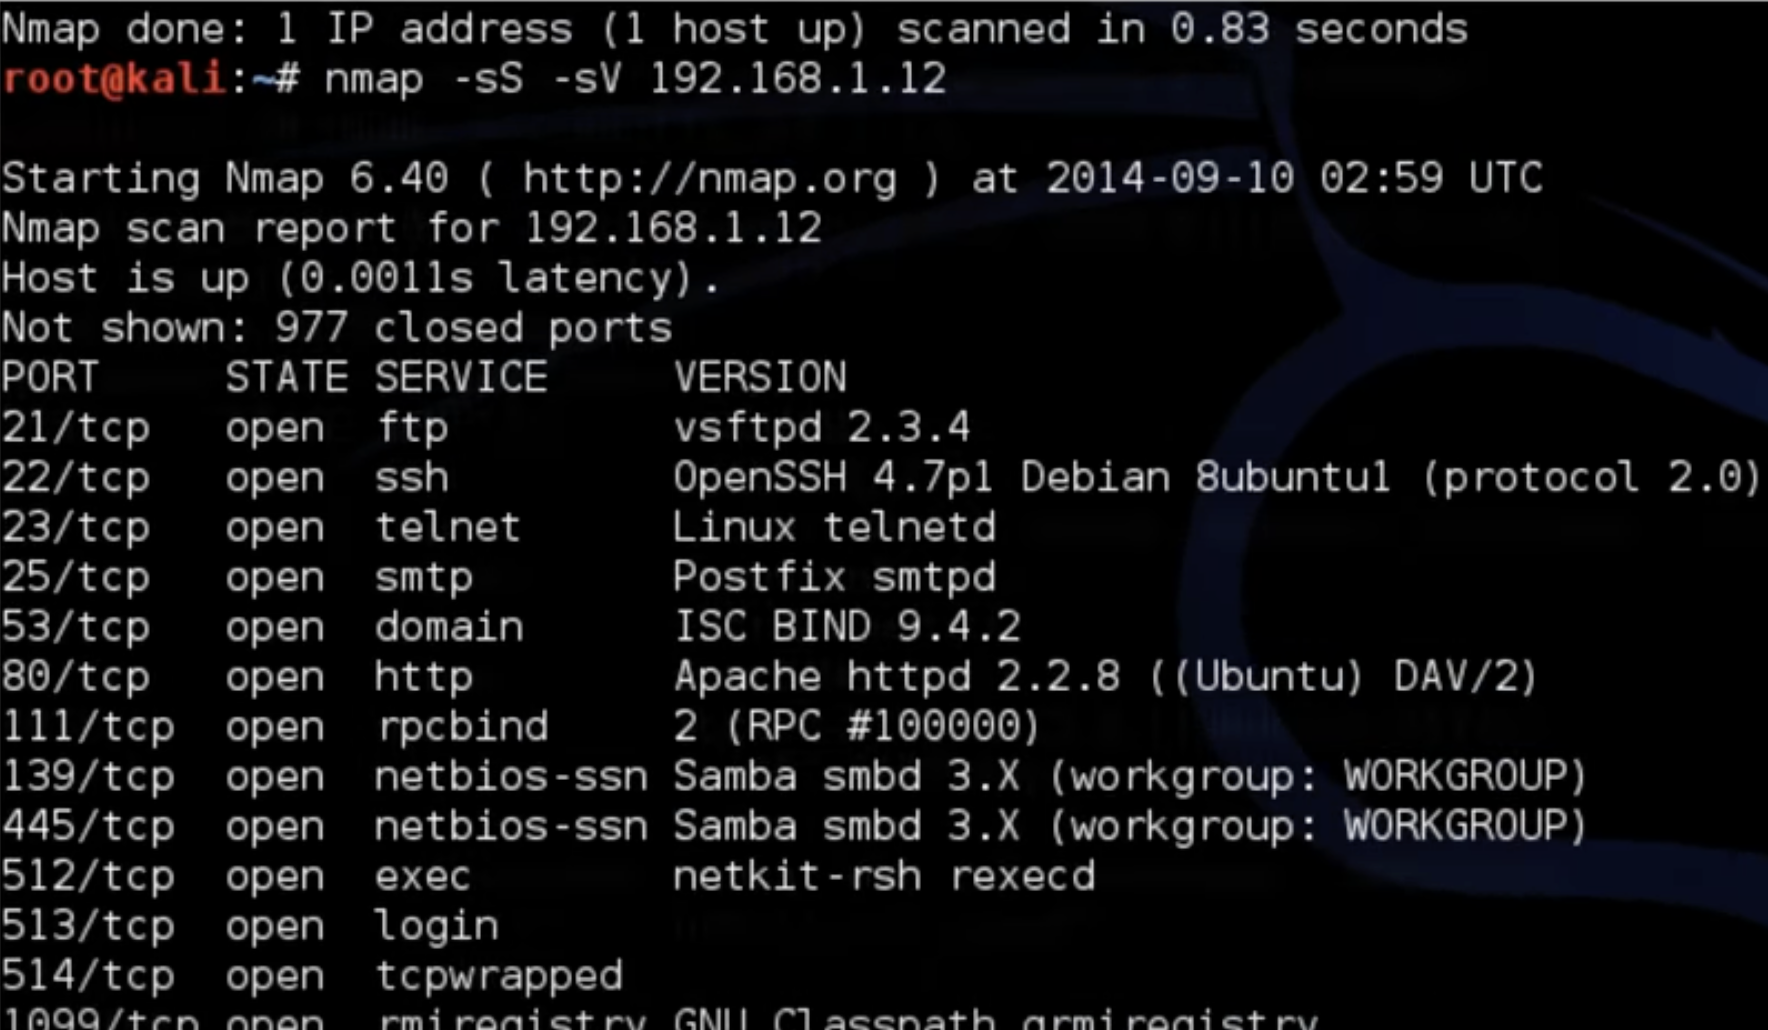 Nmap done: 1 IP address (1 host up) scanned in 0.83 seconds
root@kali:~# nmap -sS -sV 192.168.1.12
Starting Nmap 6.40 ( http://nmap.org ) at 2014-09-10 02:59 UTC
Nmap scan report for 192.168.1.12
Host is up (0.0011s latency).
Not shown: 977 closed ports
PORT STATE SERVICE VERSION
21/tcp open ftp vsftpd 2.3.4
22/tcp open ssh OpenSSH 4.7p1 Debian 8ubuntu1 (protocol 2.0)
23/tcp open telnet Linux telnetd
25/tcp open smtp Postfix smtpd
53/tcp open domain ISC BIND 9.4.2
80/tcp open http Apache httpd 2.2.8 ((Ubuntu) DAV/2)
111/tcp open rpcbind 2 (RPC #100000)
139/tcp open netbios-ssn Samba smbd 3.X (workgroup: WORKGROUP)
445/tcp open netbios-ssn Samba smbd 3.X (workgroup: WORKGROUP)
512/tcp open exec netkit-rsh rexecd
513/tcp open login
514/tcp open tcpwrapped
1099/tcp open rmiregistry GNU Classpath grmiregistry